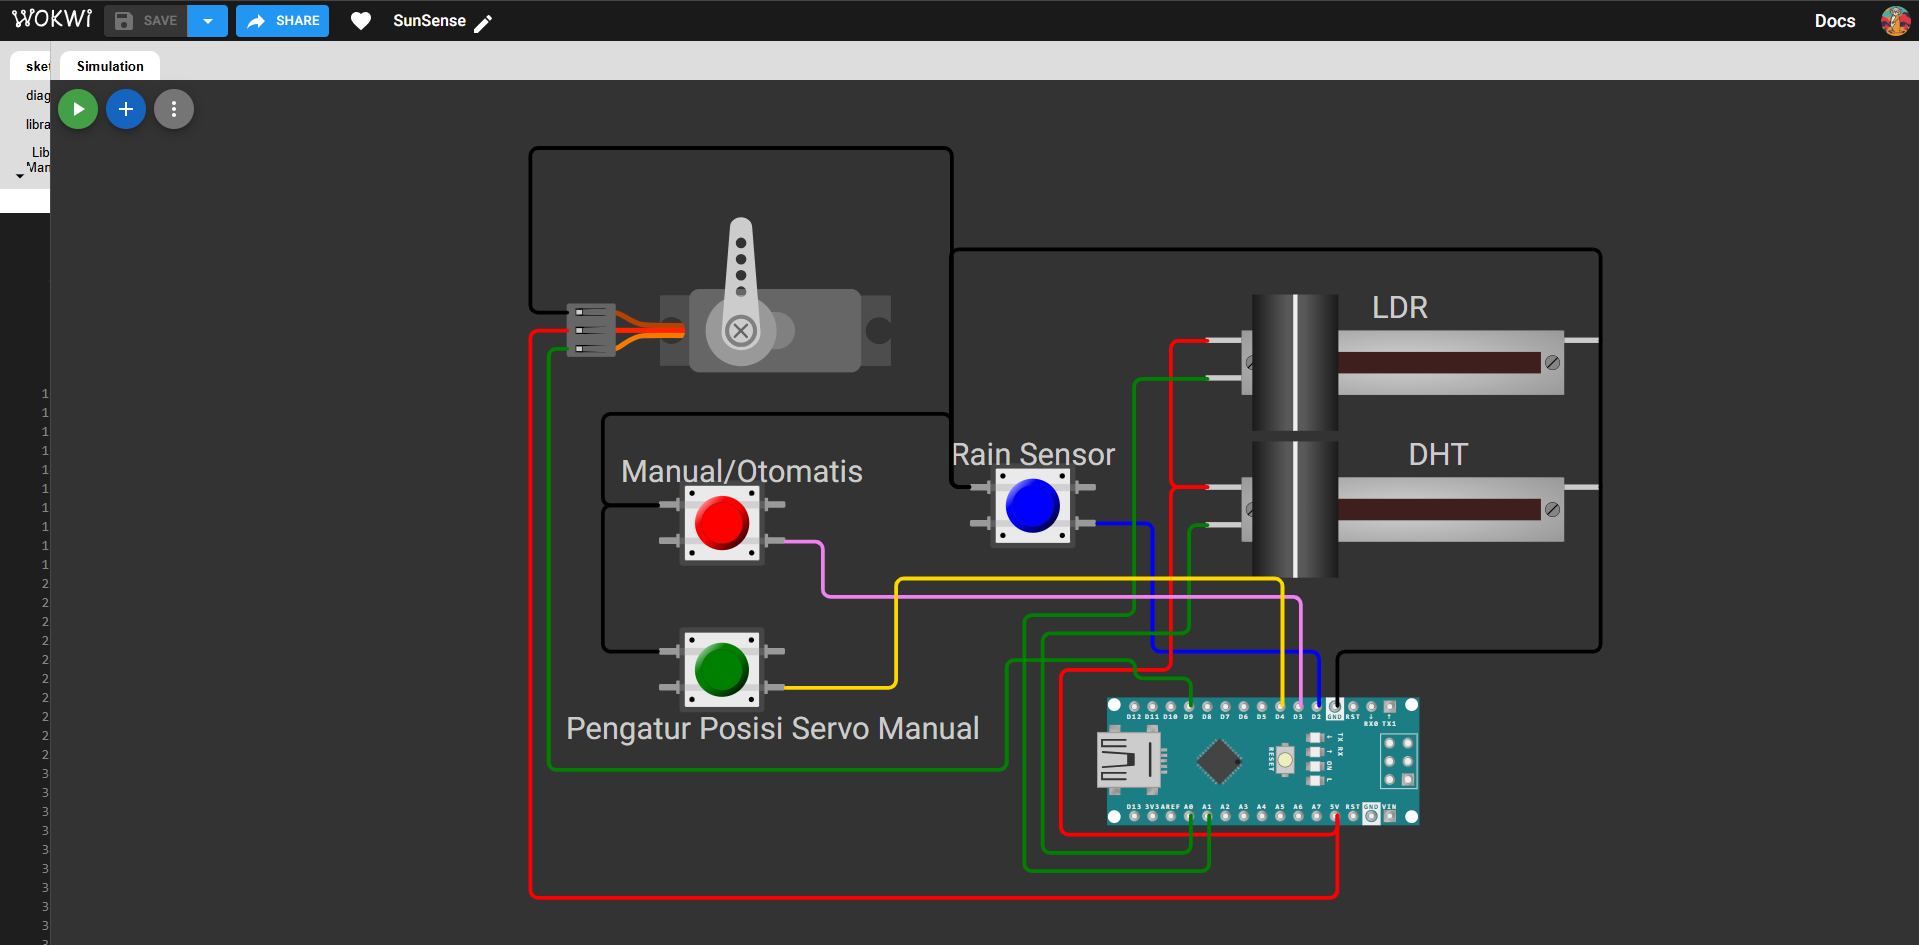 WOKWi
SAVE
SHARE
SunSense
Docs
sket
Simulation
diag
libra
Lib
Man
LDR
DHT
Rain Sensor
Manual/Otomatis
Pengatur Posisi Servo Manual
D12 D11 D10 D9 D8 D7 D6 D5 D4 D3 D2 GND RST RX0 TX1
RESET
TX RX ON L
D13 3V3 AREF A0 A1 A2 A3 A4 A5 A6 A7 5V RST GND VIN
1
1
1
1
1
1
1
1
1
1
2
2
2
2
2
2
2
2
2
2
3
3
3
3
3
3
3
3
3
3